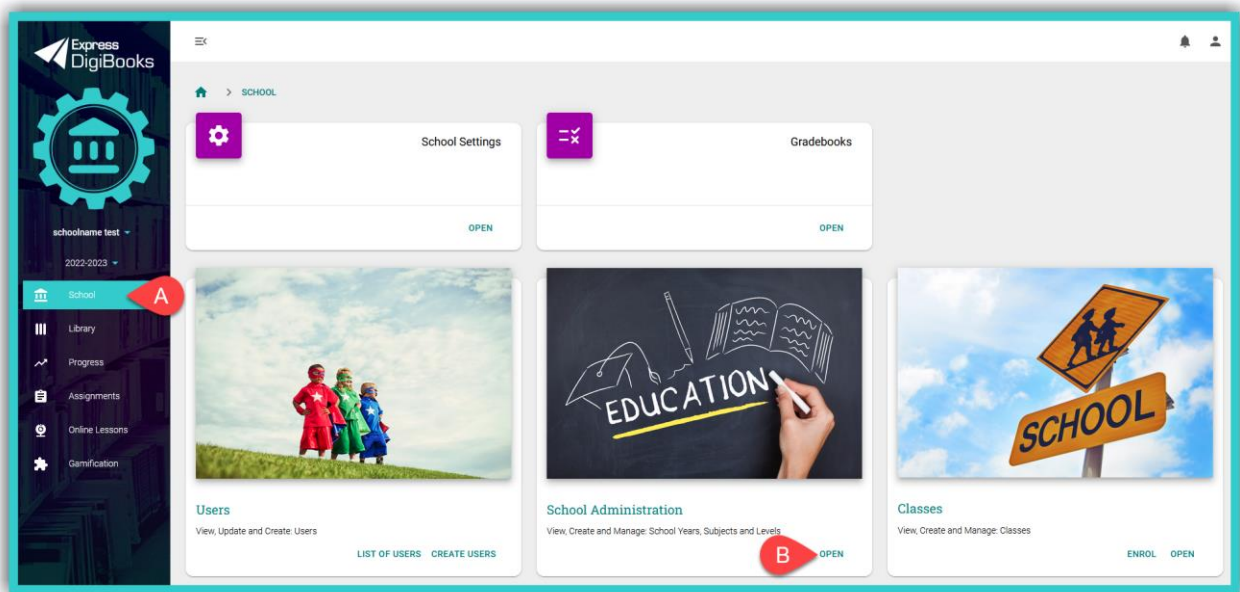 Express
DigiBooks
SCHOOL
School Settings
Gradebooks
OPEN
OPEN
schoolname test
2022-2023
School
A
Library
Progress
Assignments
Online Lessons
Gamification
EDUCATION
SCHOOL
Users
School Administration
Classes
View, Update and Create: Users
View, Create and Manage: School Years, Subjects and Levels
View, Create and Manage: Classes
LIST OF USERS CREATE USERS
B
OPEN
ENROL OPEN